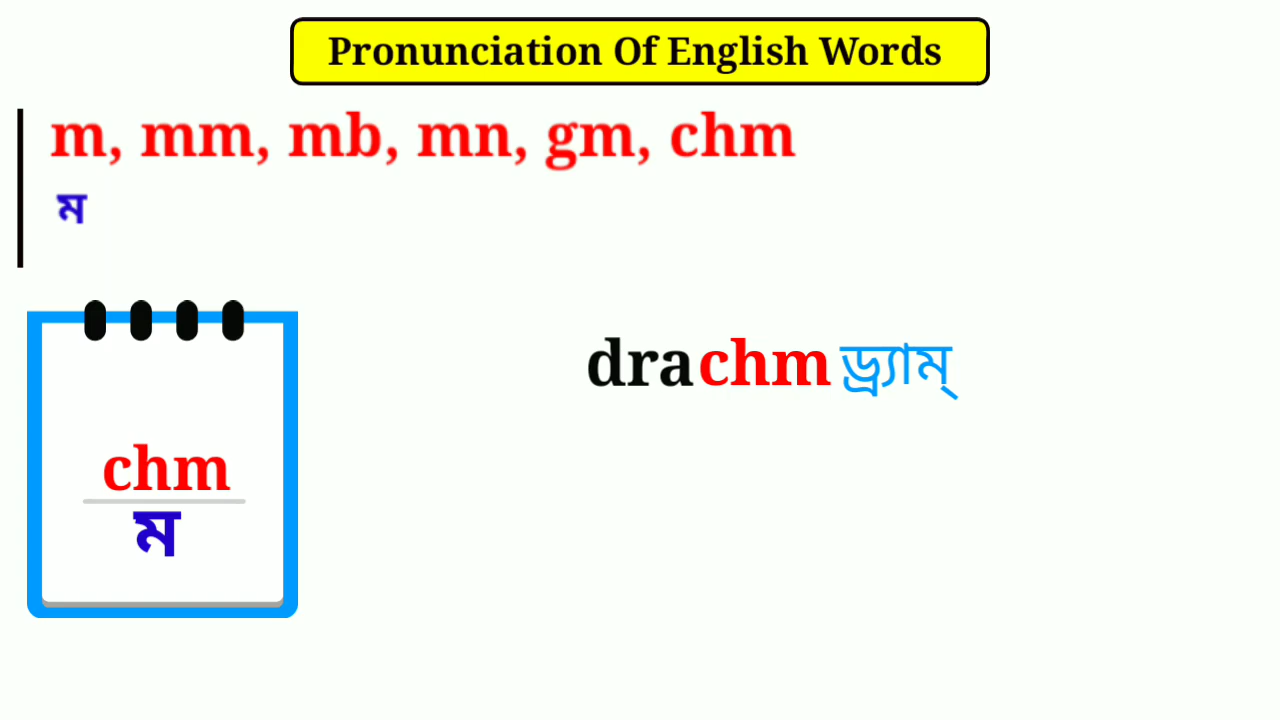 Pronunciation Of English Words
m, mm, mb, mn, gm, chm
ম
drachm ড্র্যাম্
chm
ম